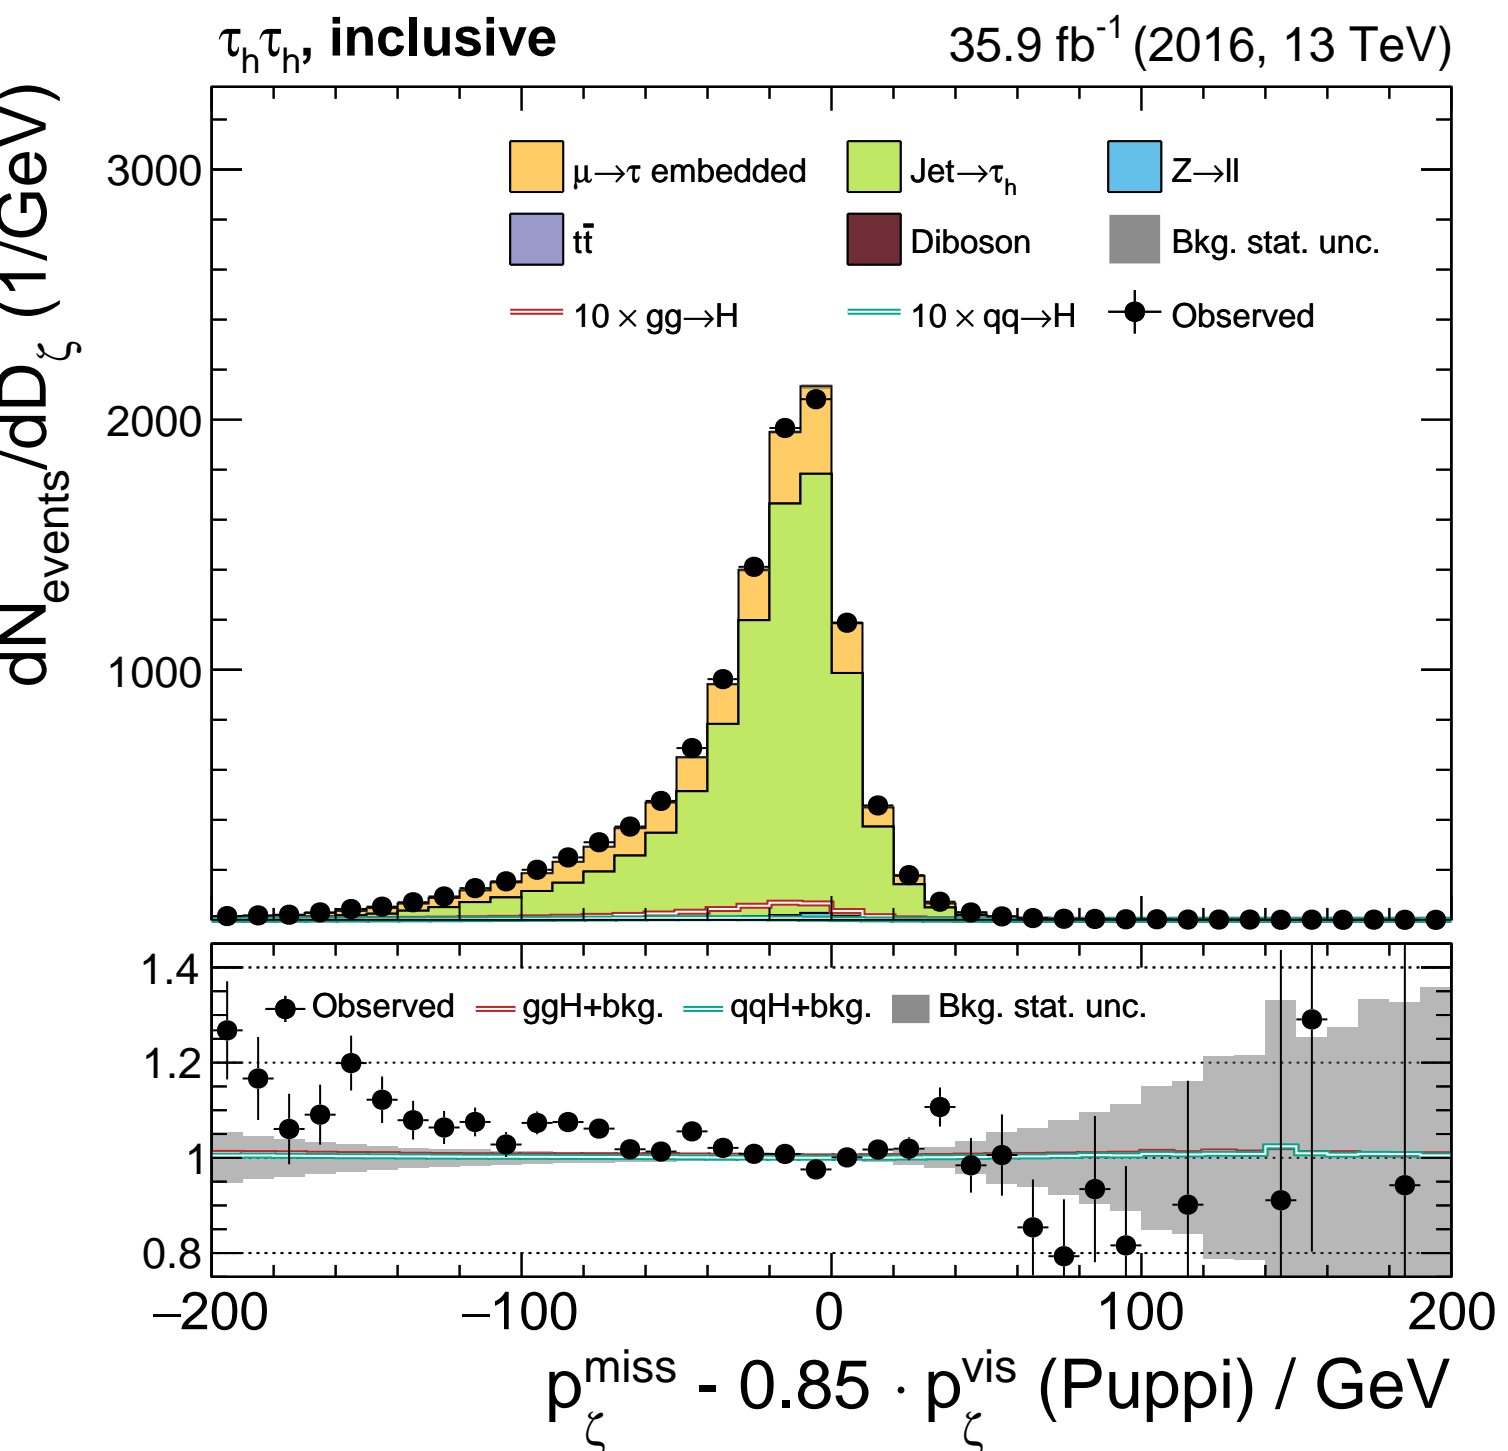 τhτh, inclusive 35.9 fb-1 (2016, 13 TeV)
dNevents/dDζ (1/GeV)
3000
2000
1000
μ→τ embedded Jet→τh Z→ll
tt̄ Diboson Bkg. stat. unc.
10 × gg→H 10 × qq→H Observed
1.4
1.2
1
0.8
Observed ggH+bkg. qqH+bkg. Bkg. stat. unc.
−200 −100 0 100 200
pζmiss - 0.85 · pζvis (Puppi) / GeV